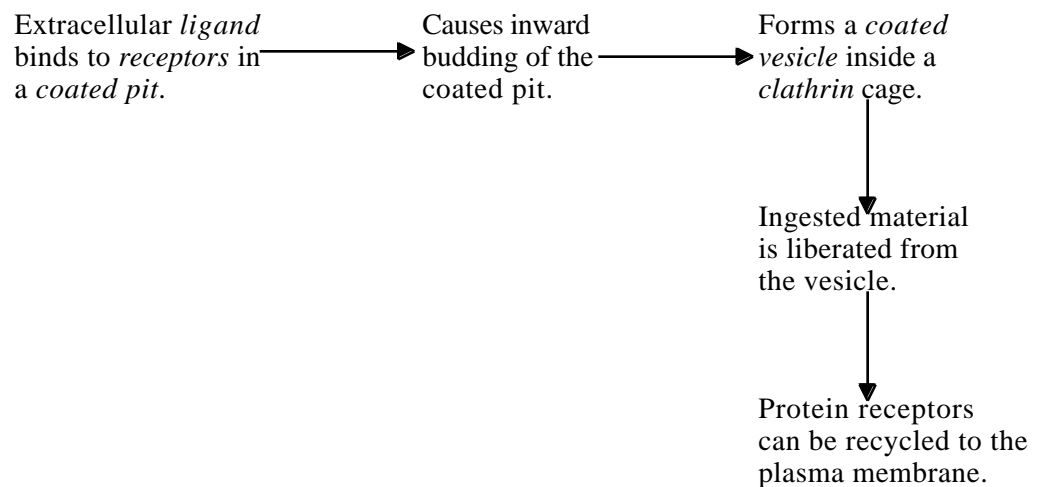 Extracellular ligand
binds to receptors in
a coated pit.
Causes inward
budding of the
coated pit.
Forms a coated
vesicle inside a
clathrin cage.
Ingested material
is liberated from
the vesicle.
Protein receptors
can be recycled to the
plasma membrane.